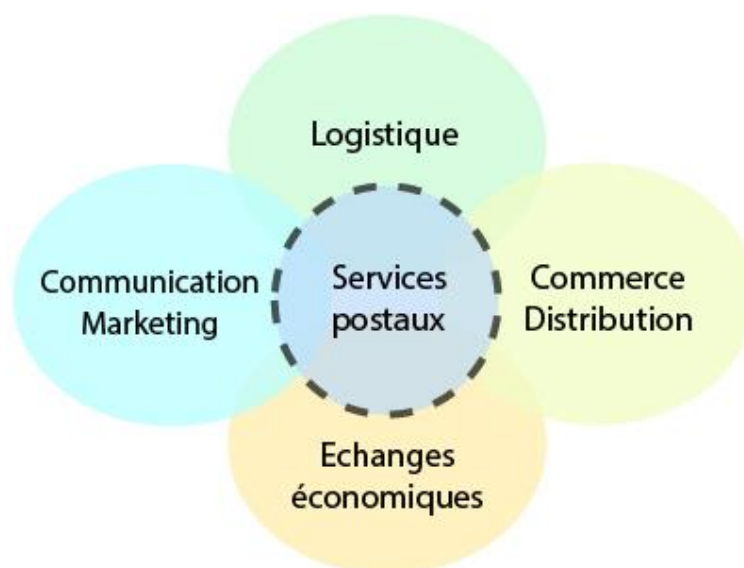 Logistique
Communication
Marketing
Services
postaux
Commerce
Distribution
Echanges
économiques